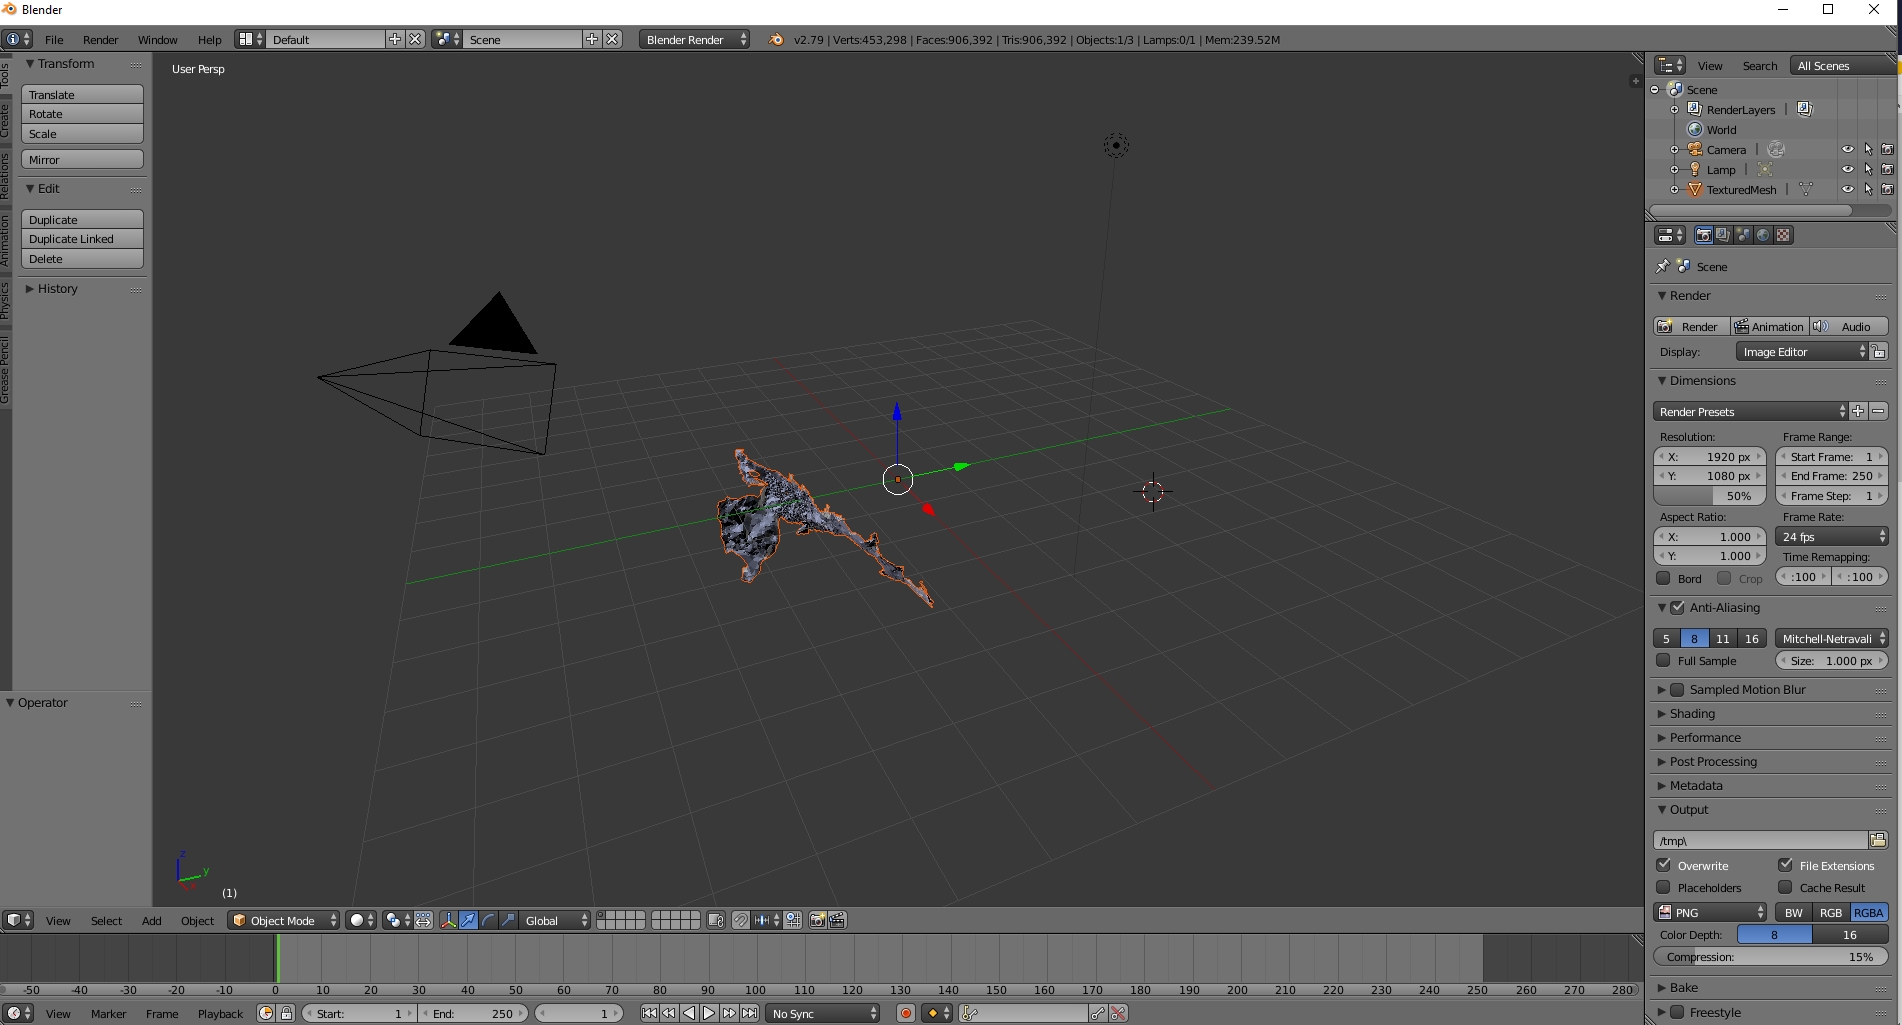 Blender
File Render Window Help Default Scene Blender Render v2.79 | Verts:453,298 | Faces:906,392 | Tris:906,392 | Objects:1/3 | Lamps:0/1 | Mem:239.52M
Tools
Create
Relations
Animation
Physics
Grease Pencil
Transform
Translate
Rotate
Scale
Mirror
Edit
Duplicate
Duplicate Linked
Delete
History
Operator
User Persp
z
y
x
(1)
View Select Add Object Object Mode Global
View Search All Scenes
Scene
RenderLayers |
World
Camera |
Lamp |
TexturedMesh |
Scene
Render
Render Animation Audio
Display: Image Editor
Dimensions
Render Presets
Resolution: Frame Range:
X: 1920 px Start Frame: 1
Y: 1080 px End Frame: 250
50% Frame Step: 1
Aspect Ratio: Frame Rate:
X: 1.000 24 fps
Y: 1.000 Time Remapping:
Bord Crop :100 :100
Anti-Aliasing
5 8 11 16 Mitchell-Netravali
Full Sample Size: 1.000 px
Sampled Motion Blur
Shading
Performance
Post Processing
Metadata
Output
/tmp\
Overwrite File Extensions
Placeholders Cache Result
PNG BW RGB RGBA
Color Depth: 8 16
Compression: 15%
Bake
Freestyle
-50 -40 -30 -20 -10 0 10 20 30 40 50 60 70 80 90 100 110 120 130 140 150 160 170 180 190 200 210 220 230 240 250 260 270 280
View Marker Frame Playback Start: 1 End: 250 1 No Sync